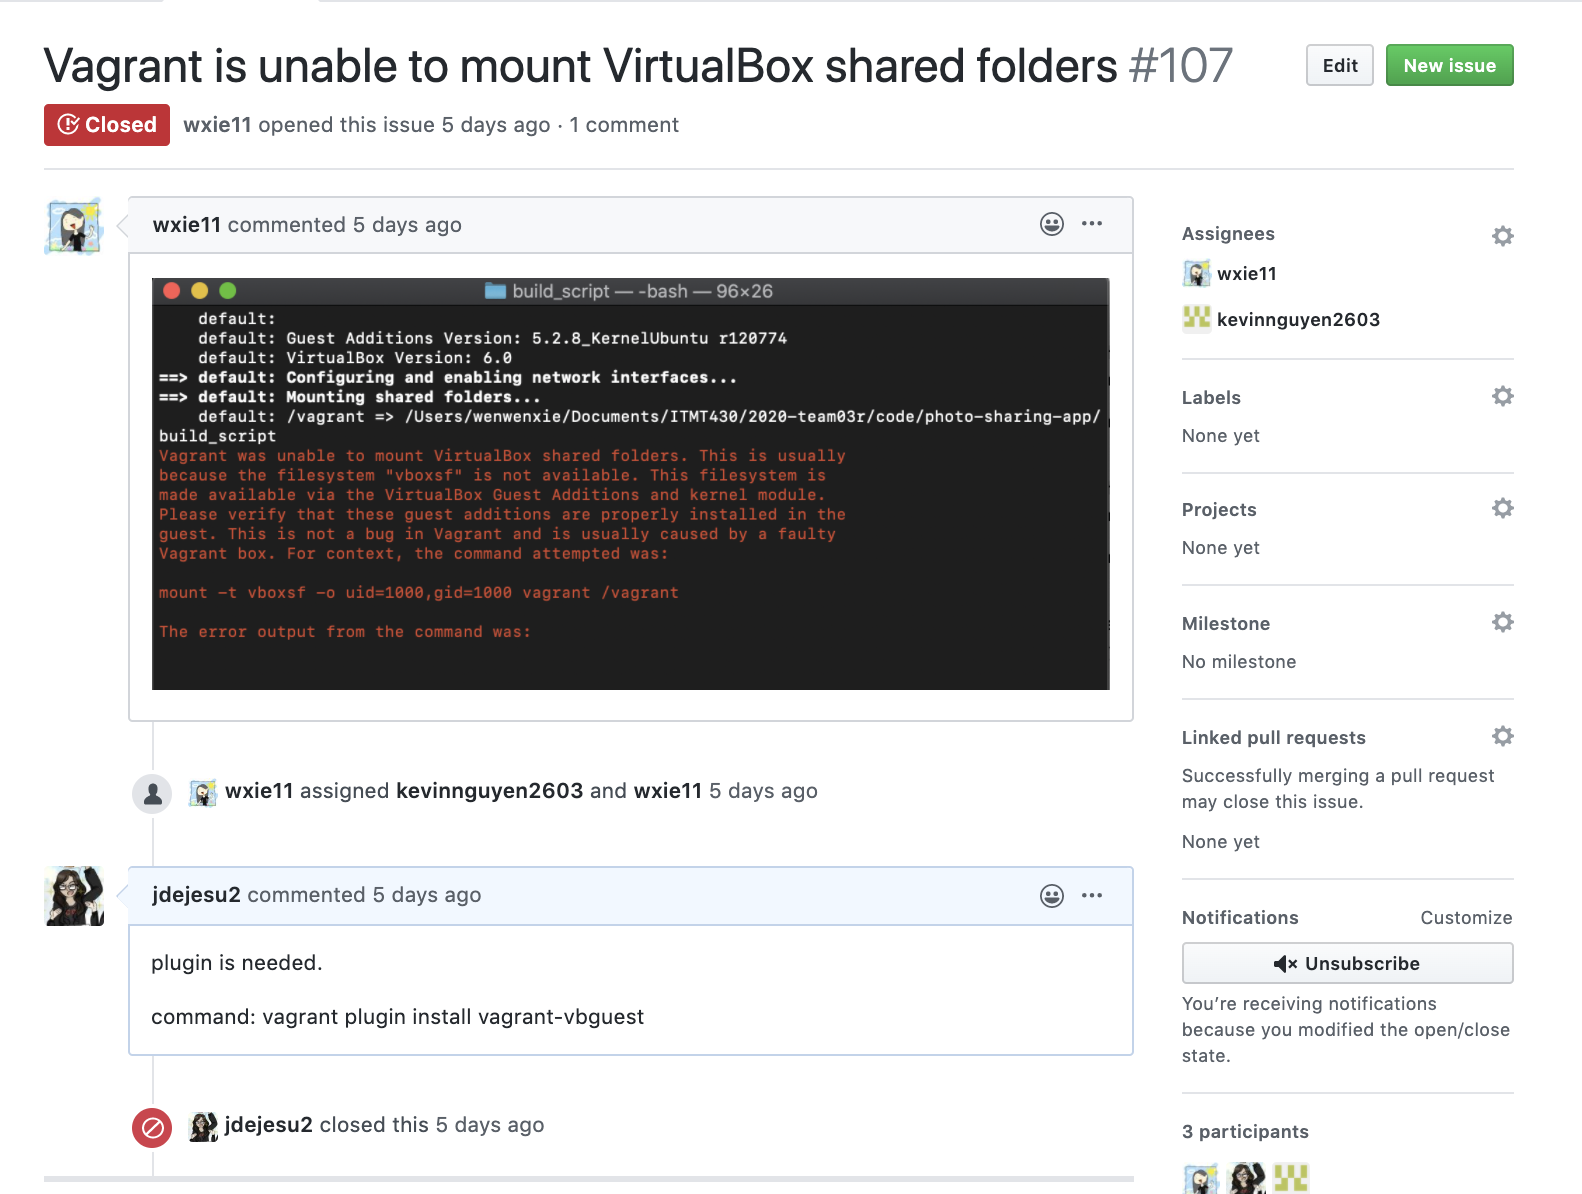 Vagrant is unable to mount VirtualBox shared folders #107
Edit
New issue
Closed
wxie11 opened this issue 5 days ago · 1 comment
wxie11 commented 5 days ago
build_script — -bash — 96×26
default:
default: Guest Additions Version: 5.2.8_KernelUbuntu r120774
default: VirtualBox Version: 6.0
==> default: Configuring and enabling network interfaces...
==> default: Mounting shared folders...
default: /vagrant => /Users/wenwenxie/Documents/ITMT430/2020-team03r/code/photo-sharing-app/
build_script
Vagrant was unable to mount VirtualBox shared folders. This is usually
because the filesystem "vboxsf" is not available. This filesystem is
made available via the VirtualBox Guest Additions and kernel module.
Please verify that these guest additions are properly installed in the
guest. This is not a bug in Vagrant and is usually caused by a faulty
Vagrant box. For context, the command attempted was:
mount -t vboxsf -o uid=1000,gid=1000 vagrant /vagrant
The error output from the command was:
wxie11 assigned kevinnguyen2603 and wxie11 5 days ago
jdejesu2 commented 5 days ago
plugin is needed.
command: vagrant plugin install vagrant-vbguest
jdejesu2 closed this 5 days ago
Assignees
wxie11
kevinnguyen2603
Labels
None yet
Projects
None yet
Milestone
No milestone
Linked pull requests
Successfully merging a pull request
may close this issue.
None yet
Notifications
Customize
Unsubscribe
You're receiving notifications
because you modified the open/close
state.
3 participants